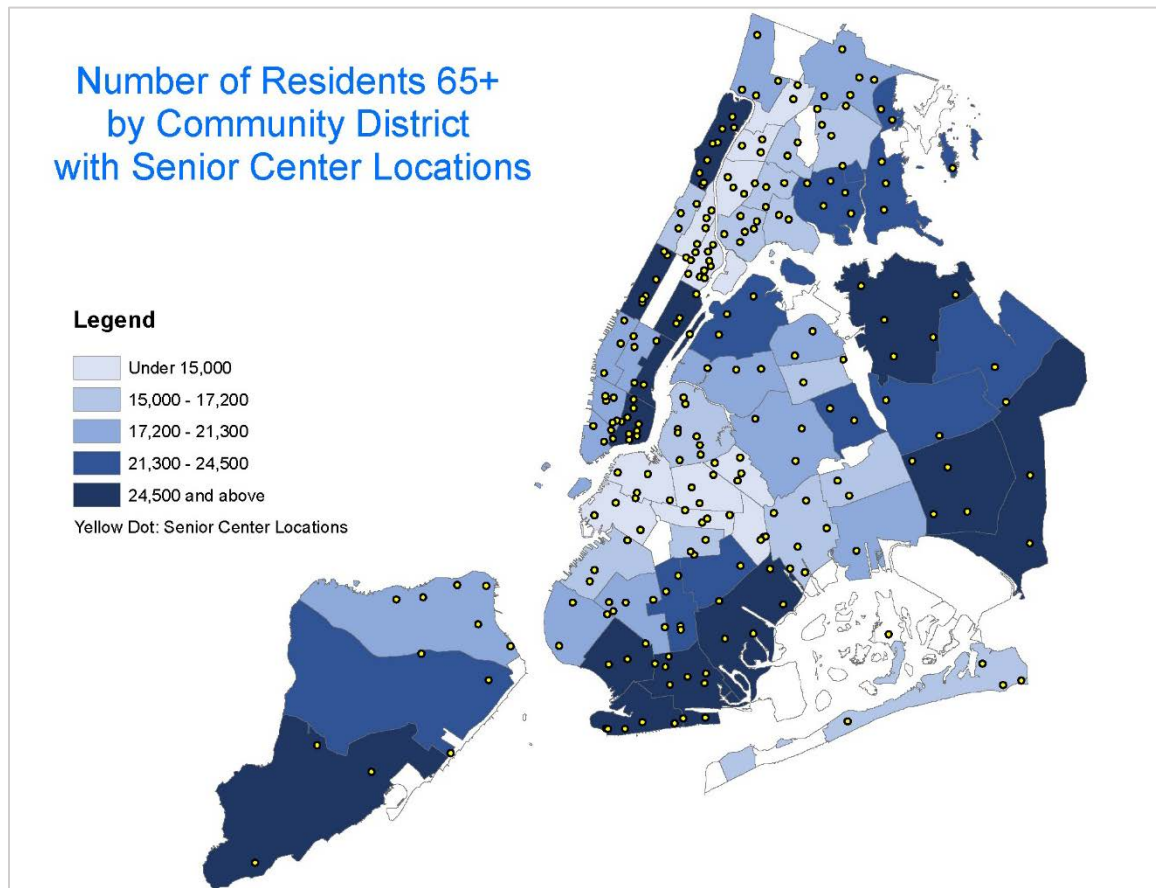 Number of Residents 65+
by Community District
with Senior Center Locations
Legend
Under 15,000
15,000 - 17,200
17,200 - 21,300
21,300 - 24,500
24,500 and above
Yellow Dot: Senior Center Locations